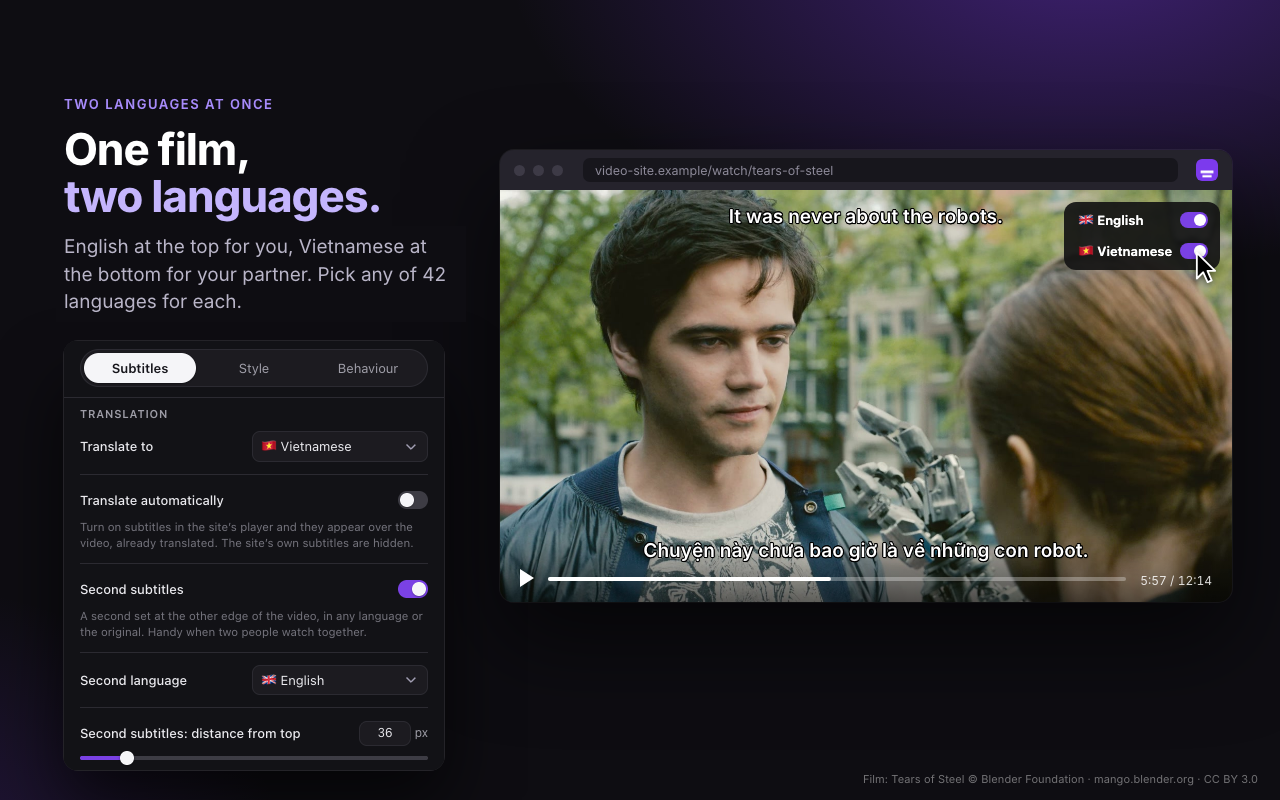 TWO LANGUAGES AT ONCE
One film,
two languages.
English at the top for you, Vietnamese at
the bottom for your partner. Pick any of 42
languages for each.
Subtitles
Style
Behaviour
TRANSLATION
Translate to
Vietnamese
Translate automatically
Turn on subtitles in the site's player and they appear over the
video, already translated. The site's own subtitles are hidden.
Second subtitles
A second set at the other edge of the video, in any language or
the original. Handy when two people watch together.
Second language
English
Second subtitles: distance from top
36
px
video-site.example/watch/tears-of-steel
It was never about the robots.
English
Vietnamese
Chuyện này chưa bao giờ là về những con robot.
5:57 / 12:14
Film: Tears of Steel © Blender Foundation · mango.blender.org · CC BY 3.0